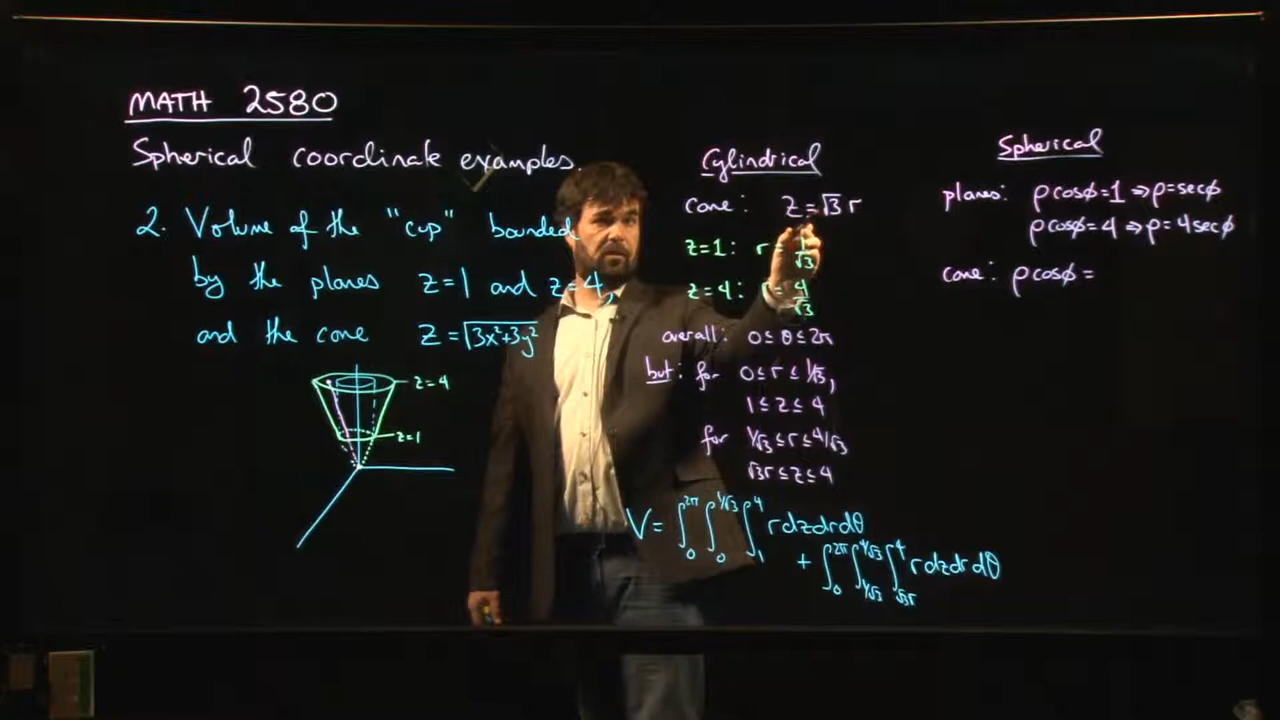 MATH 2580
Spherical coordinate examples.
2. Volume of the "cup" bounded
by the planes z=1 and z=4,
and the cone z=√(3x²+3y²)
z=4
z=1
Cylindrical
cone: z=√3 r
z=1: r=1/√3
z=4: r=4/√3
overall: 0≤θ≤2π
but: for 0≤r≤1/√3,
1≤z≤4
for 1/√3≤r≤4/√3
√3r≤z≤4
V=∫₀^2π ∫₀^1/√3 ∫₁^4 r dz dr dθ
+ ∫₀^2π ∫_1/√3^4/√3 ∫_√3r^4 r dz dr dθ
Spherical
planes: ρcosφ=1⇒ρ=secφ
ρcosφ=4⇒ρ=4secφ
cone: ρcosφ=